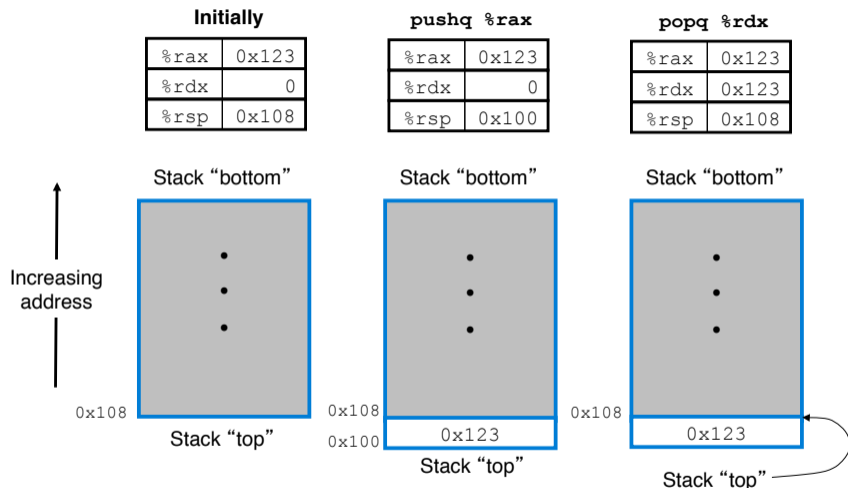 Initially
%rax 0x123
%rdx 0
%rsp 0x108
Stack “bottom”
Increasing
address
0x108
Stack “top”
pushq %rax
%rax 0x123
%rdx 0
%rsp 0x100
Stack “bottom”
0x108
0x100
0x123
Stack “top”
popq %rdx
%rax 0x123
%rdx 0x123
%rsp 0x108
Stack “bottom”
0x108
0x123
Stack “top”